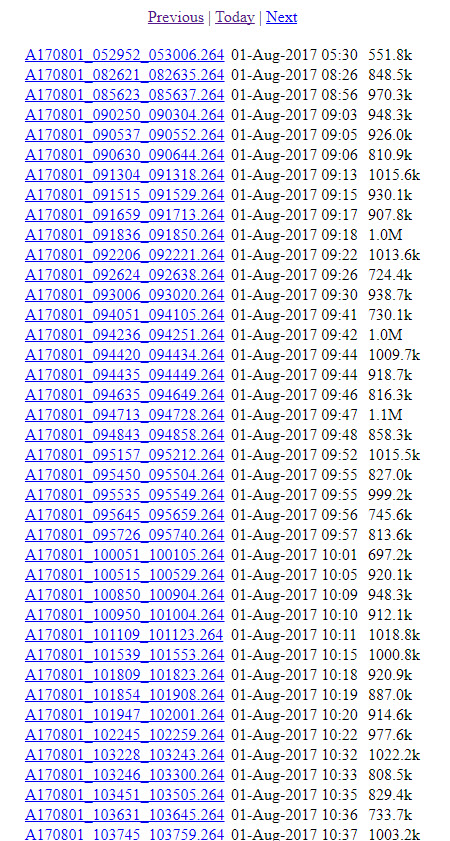 Previous | Today | Next
A170801_052952_053006.264 01-Aug-2017 05:30 551.8k
A170801_082621_082635.264 01-Aug-2017 08:26 848.5k
A170801_085623_085637.264 01-Aug-2017 08:56 970.3k
A170801_090250_090304.264 01-Aug-2017 09:03 948.3k
A170801_090537_090552.264 01-Aug-2017 09:05 926.0k
A170801_090630_090644.264 01-Aug-2017 09:06 810.9k
A170801_091304_091318.264 01-Aug-2017 09:13 1015.6k
A170801_091515_091529.264 01-Aug-2017 09:15 930.1k
A170801_091659_091713.264 01-Aug-2017 09:17 907.8k
A170801_091836_091850.264 01-Aug-2017 09:18 1.0M
A170801_092206_092221.264 01-Aug-2017 09:22 1013.6k
A170801_092624_092638.264 01-Aug-2017 09:26 724.4k
A170801_093006_093020.264 01-Aug-2017 09:30 938.7k
A170801_094051_094105.264 01-Aug-2017 09:41 730.1k
A170801_094236_094251.264 01-Aug-2017 09:42 1.0M
A170801_094420_094434.264 01-Aug-2017 09:44 1009.7k
A170801_094435_094449.264 01-Aug-2017 09:44 918.7k
A170801_094635_094649.264 01-Aug-2017 09:46 816.3k
A170801_094713_094728.264 01-Aug-2017 09:47 1.1M
A170801_094843_094858.264 01-Aug-2017 09:48 858.3k
A170801_095157_095212.264 01-Aug-2017 09:52 1015.5k
A170801_095450_095504.264 01-Aug-2017 09:55 827.0k
A170801_095535_095549.264 01-Aug-2017 09:55 999.2k
A170801_095645_095659.264 01-Aug-2017 09:56 745.6k
A170801_095726_095740.264 01-Aug-2017 09:57 813.6k
A170801_100051_100105.264 01-Aug-2017 10:01 697.2k
A170801_100515_100529.264 01-Aug-2017 10:05 920.1k
A170801_100850_100904.264 01-Aug-2017 10:09 948.3k
A170801_100950_101004.264 01-Aug-2017 10:10 912.1k
A170801_101109_101123.264 01-Aug-2017 10:11 1018.8k
A170801_101539_101553.264 01-Aug-2017 10:15 1000.8k
A170801_101809_101823.264 01-Aug-2017 10:18 920.9k
A170801_101854_101908.264 01-Aug-2017 10:19 887.0k
A170801_101947_102001.264 01-Aug-2017 10:20 914.6k
A170801_102245_102259.264 01-Aug-2017 10:22 977.6k
A170801_103228_103243.264 01-Aug-2017 10:32 1022.2k
A170801_103246_103300.264 01-Aug-2017 10:33 808.5k
A170801_103451_103505.264 01-Aug-2017 10:35 829.4k
A170801_103631_103645.264 01-Aug-2017 10:36 733.7k
A170801_103745_103759.264 01-Aug-2017 10:37 1003.2k